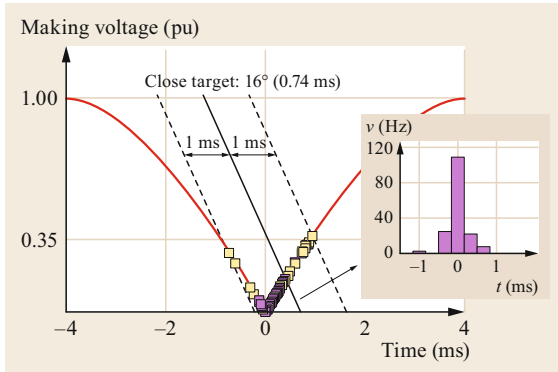 Making voltage (pu)
Close target: 16° (0.74 ms)
1.00
1 ms 1 ms
0.35
−4 −2 0 2 4
Time (ms)
v (Hz)
120
80
40
0
−1 0 1
t (ms)